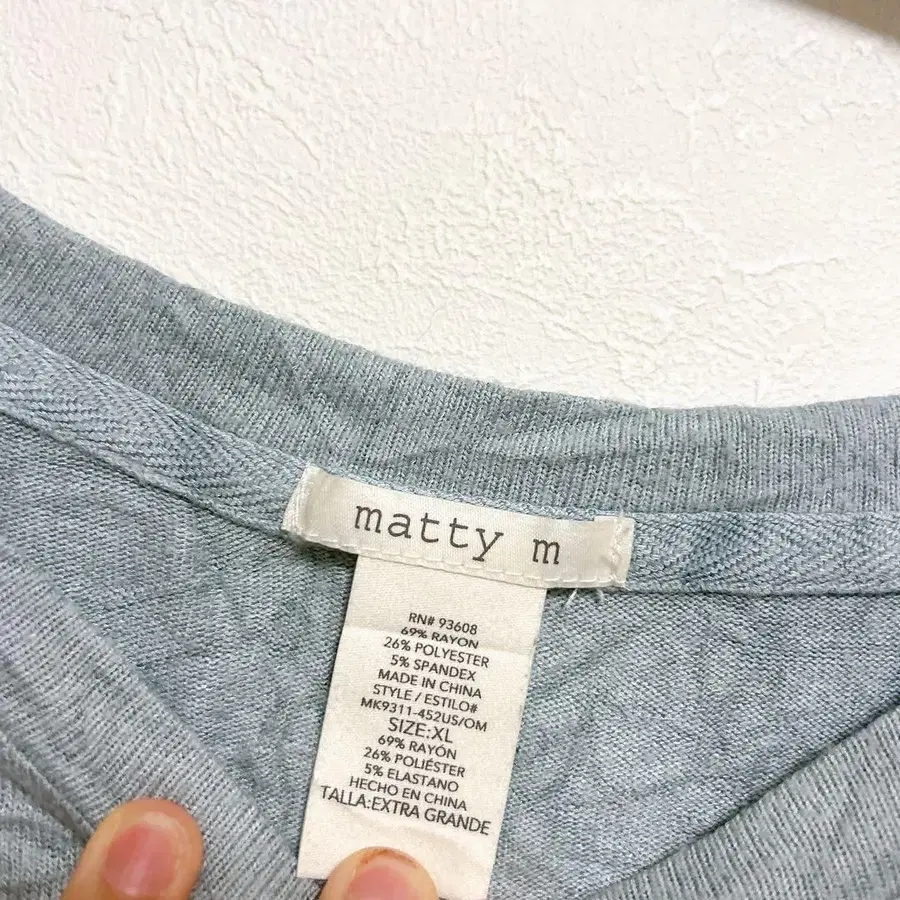 matty m
RN# 93608
69% RAYON
26% POLYESTER
5% SPANDEX
MADE IN CHINA
STYLE / ESTILO#
MK9311-452US/OM
SIZE:XL
69% RAYÓN
26% POLIÉSTER
5% ELASTANO
HECHO EN CHINA
TALLA:EXTRA GRANDE